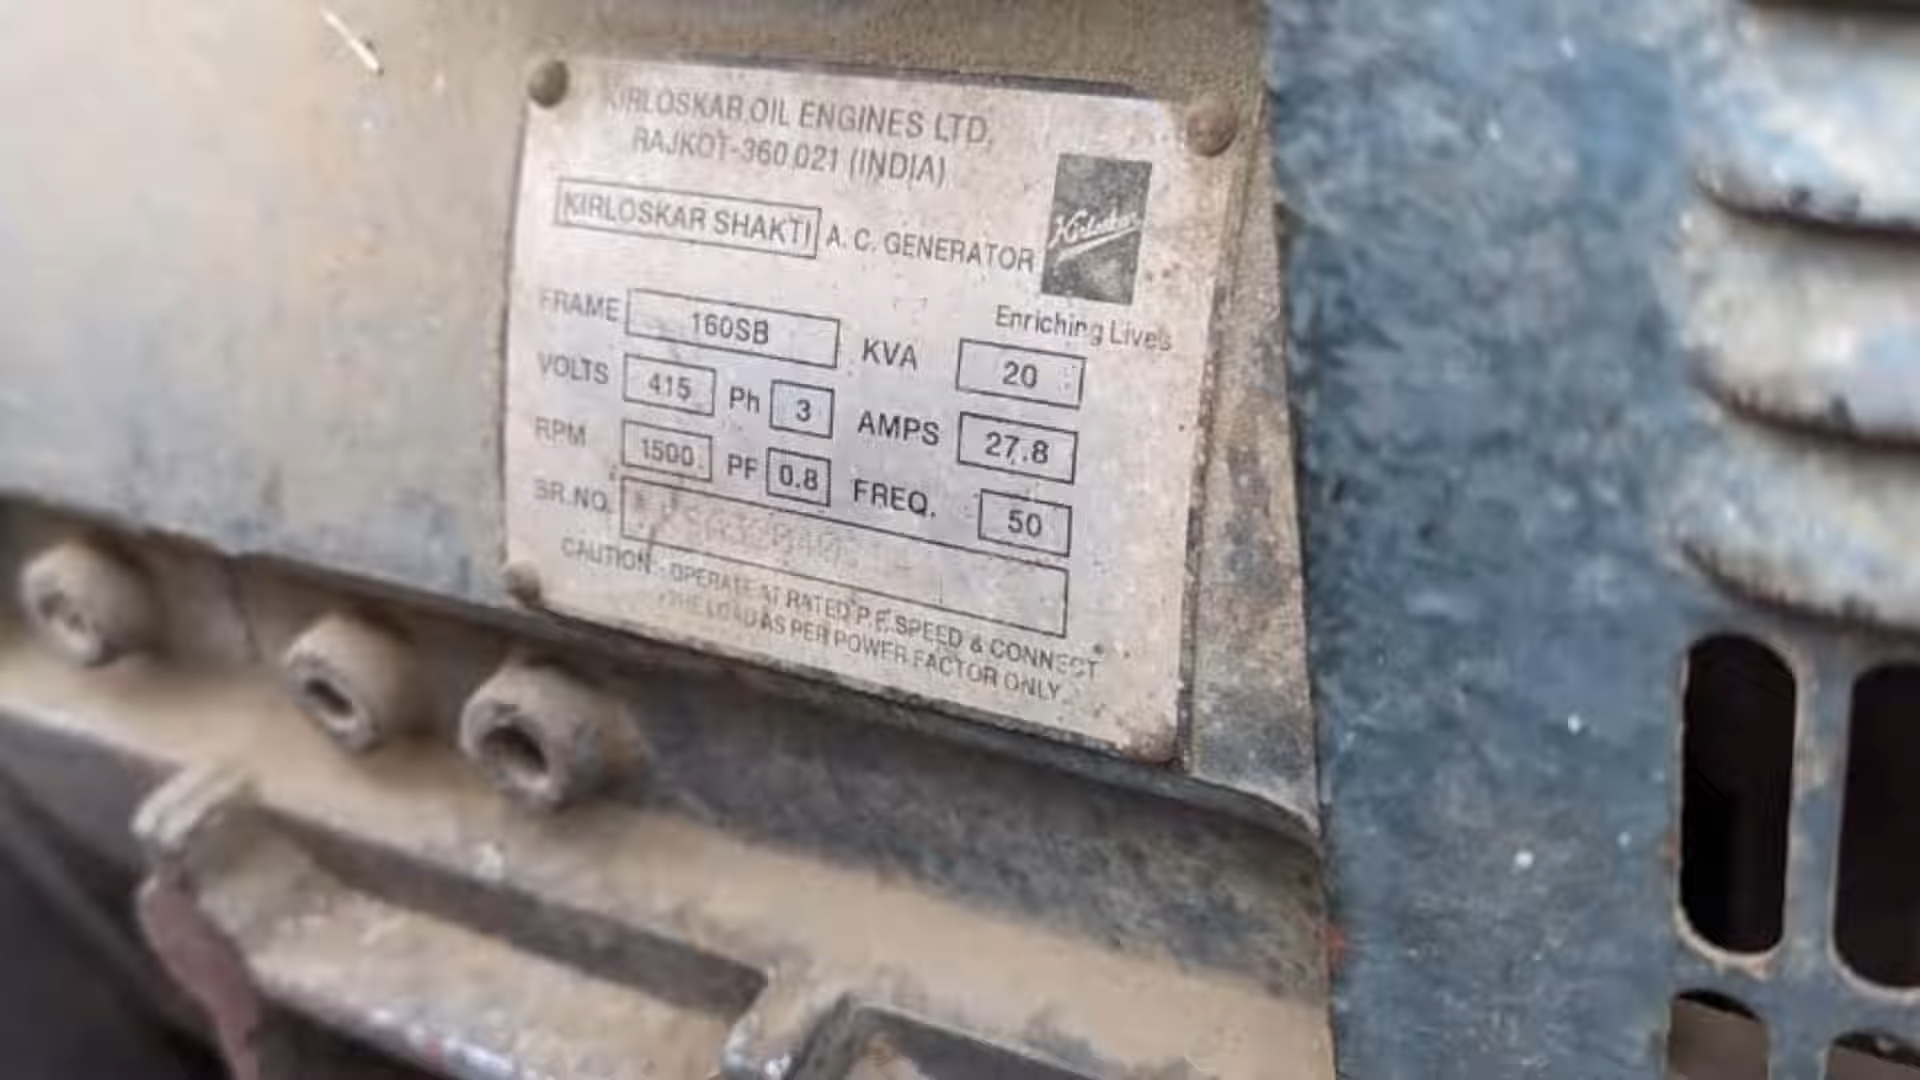 KIRLOSKAR OIL ENGINES LTD,
RAJKOT-360 021 (INDIA)
KIRLOSKAR SHAKTI A. C. GENERATOR
Kirloskar
Enriching Lives
FRAME 160SB KVA 20
VOLTS 415 Ph 3 AMPS 27.8
RPM 1500 PF 0.8 FREQ. 50
SR.NO.
CAUTION:- OPERATE AT RATED P.F. SPEED & CONNECT
THE LOAD AS PER POWER FACTOR ONLY